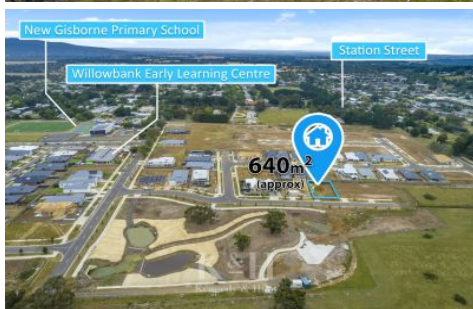 New Gisborne Primary School
Station Street
Willowbank Early Learning Centre
640m²
(approx)